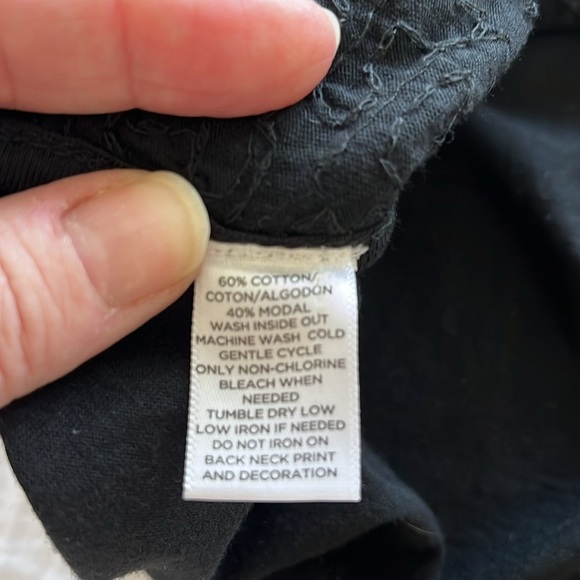 60% COTTON/
COTON/ALGODÓN
40% MODAL
WASH INSIDE OUT
MACHINE WASH COLD
GENTLE CYCLE
ONLY NON-CHLORINE
BLEACH WHEN
NEEDED
TUMBLE DRY LOW
LOW IRON IF NEEDED
DO NOT IRON ON
BACK NECK PRINT
AND DECORATION